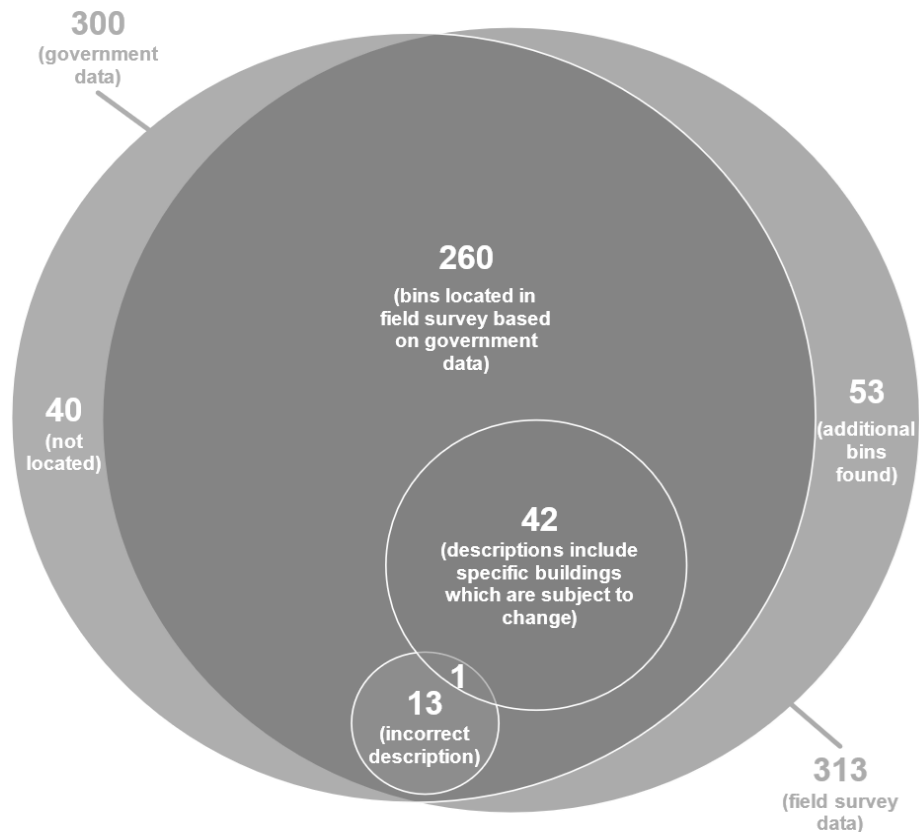 300
(government
data)
260
(bins located in
field survey based
on government
data)
40
(not
located)
53
(additional
bins
found)
42
(descriptions include
specific buildings
which are subject to
change)
1
13
(incorrect
description)
313
(field survey
data)